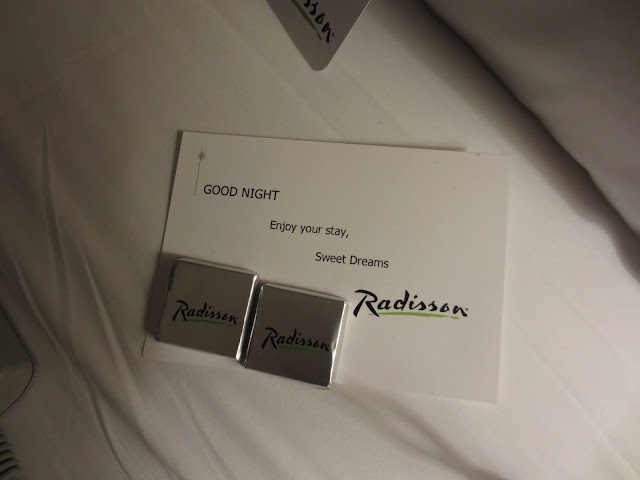 GOOD NIGHT
Enjoy your stay,
Sweet Dreams
Radisson
Radisson
Radisson